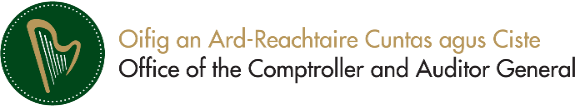 Oifig an Ard-Reachtaire Cuntas agus Ciste
Office of the Comptroller and Auditor General